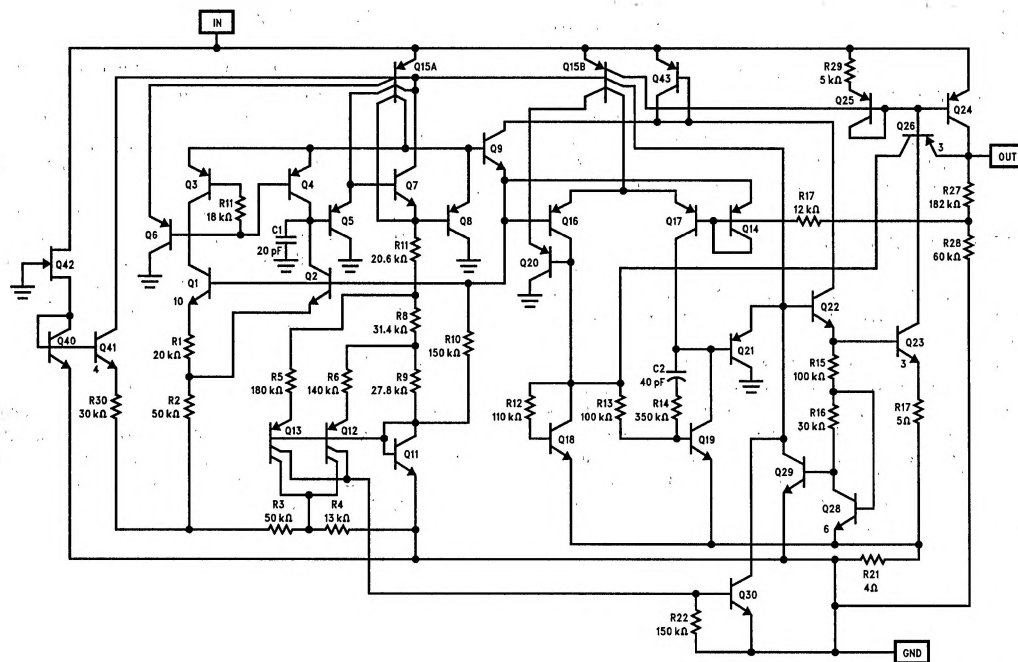 IN
Q15A
Q15B
Q43
R29
5 kΩ
Q25
Q24
Q26
3
OUT
Q9
Q3
R11
18 kΩ
Q4
Q5
Q7
Q8
Q6
C1
20 pF
R11
20.6 kΩ
Q16
Q17
R17
12 kΩ
Q14
R27
182 kΩ
R28
60 kΩ
Q42
Q20
Q1
10
Q2
R8
31.4 kΩ
R10
150 kΩ
Q21
Q22
Q23
3
Q40
Q41
4
R1
20 kΩ
R5
180 kΩ
R6
140 kΩ
R9
27.8 kΩ
C2
40 pF
R15
100 kΩ
R30
30 kΩ
R2
50 kΩ
R12
110 kΩ
R13
100 kΩ
R14
350 kΩ
R16
30 kΩ
R17
5Ω
Q13
Q12
Q11
Q18
Q19
Q29
Q28
6
R3
50 kΩ
R4
13 kΩ
R21
4Ω
Q30
R22
150 kΩ
GND